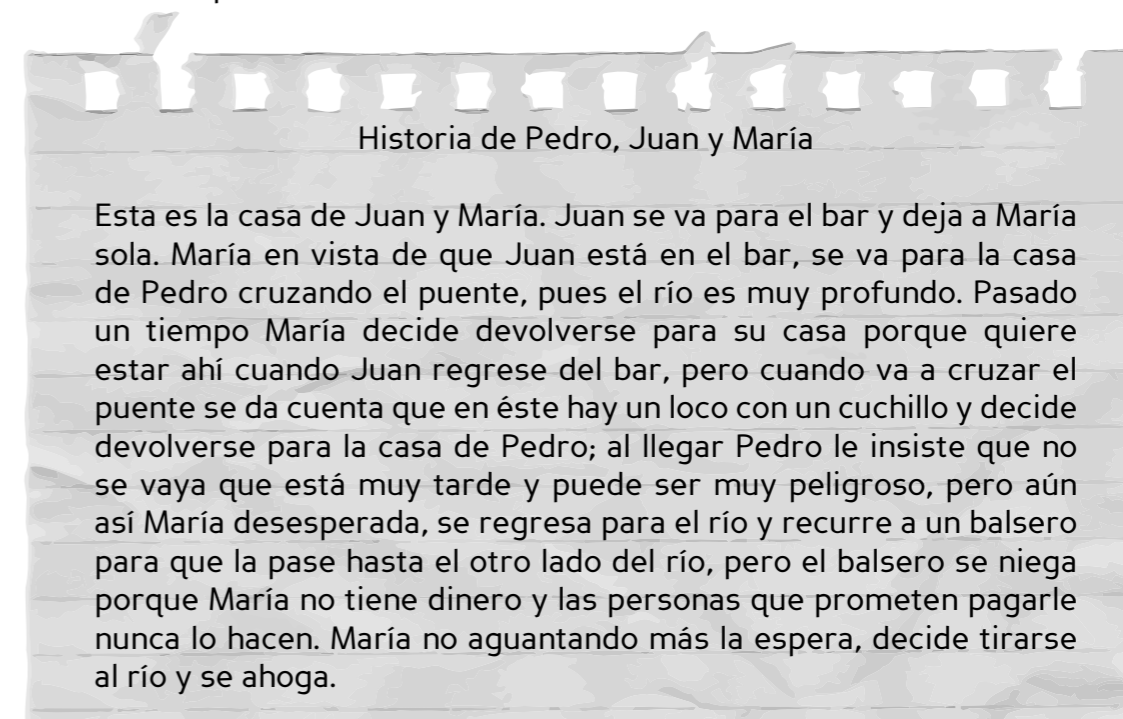 Historia de Pedro, Juan y María
Esta es la casa de Juan y María. Juan se va para el bar y deja a María
sola. María en vista de que Juan está en el bar, se va para la casa
de Pedro cruzando el puente, pues el río es muy profundo. Pasado
un tiempo María decide devolverse para su casa porque quiere
estar ahí cuando Juan regrese del bar, pero cuando va a cruzar el
puente se da cuenta que en éste hay un loco con un cuchillo y decide
devolverse para la casa de Pedro; al llegar Pedro le insiste que no
se vaya que está muy tarde y puede ser muy peligroso, pero aún
así María desesperada, se regresa para el río y recurre a un balsero
para que la pase hasta el otro lado del río, pero el balsero se niega
porque María no tiene dinero y las personas que prometen pagarle
nunca lo hacen. María no aguantando más la espera, decide tirarse
al río y se ahoga.